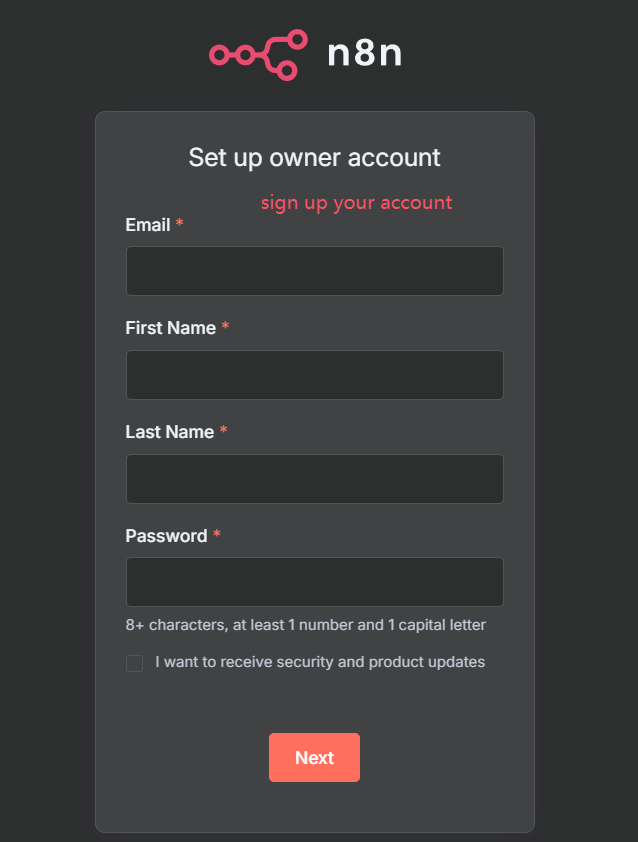 n8n
Set up owner account
sign up your account
Email *
First Name *
Last Name *
Password *
8+ characters, at least 1 number and 1 capital letter
I want to receive security and product updates
Next